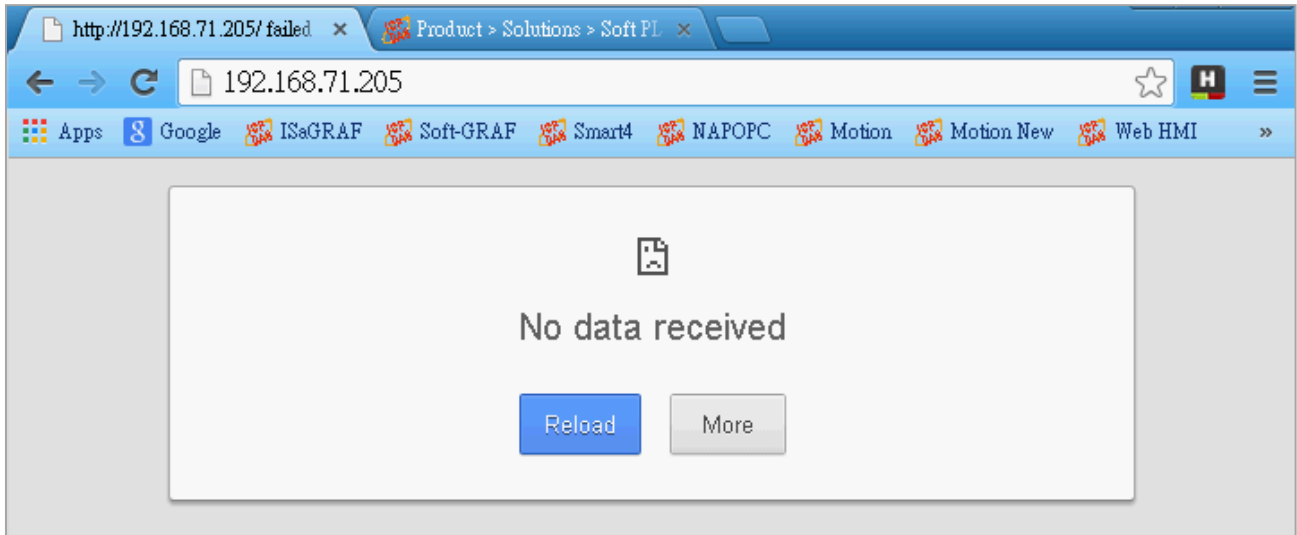 http://192.168.71.205/ failed Product > Solutions > Soft PL
192.168.71.205 H
Apps Google ISaGRAF Soft-GRAF Smart4 NAPOPC Motion Motion New Web HMI »
No data received
Reload More